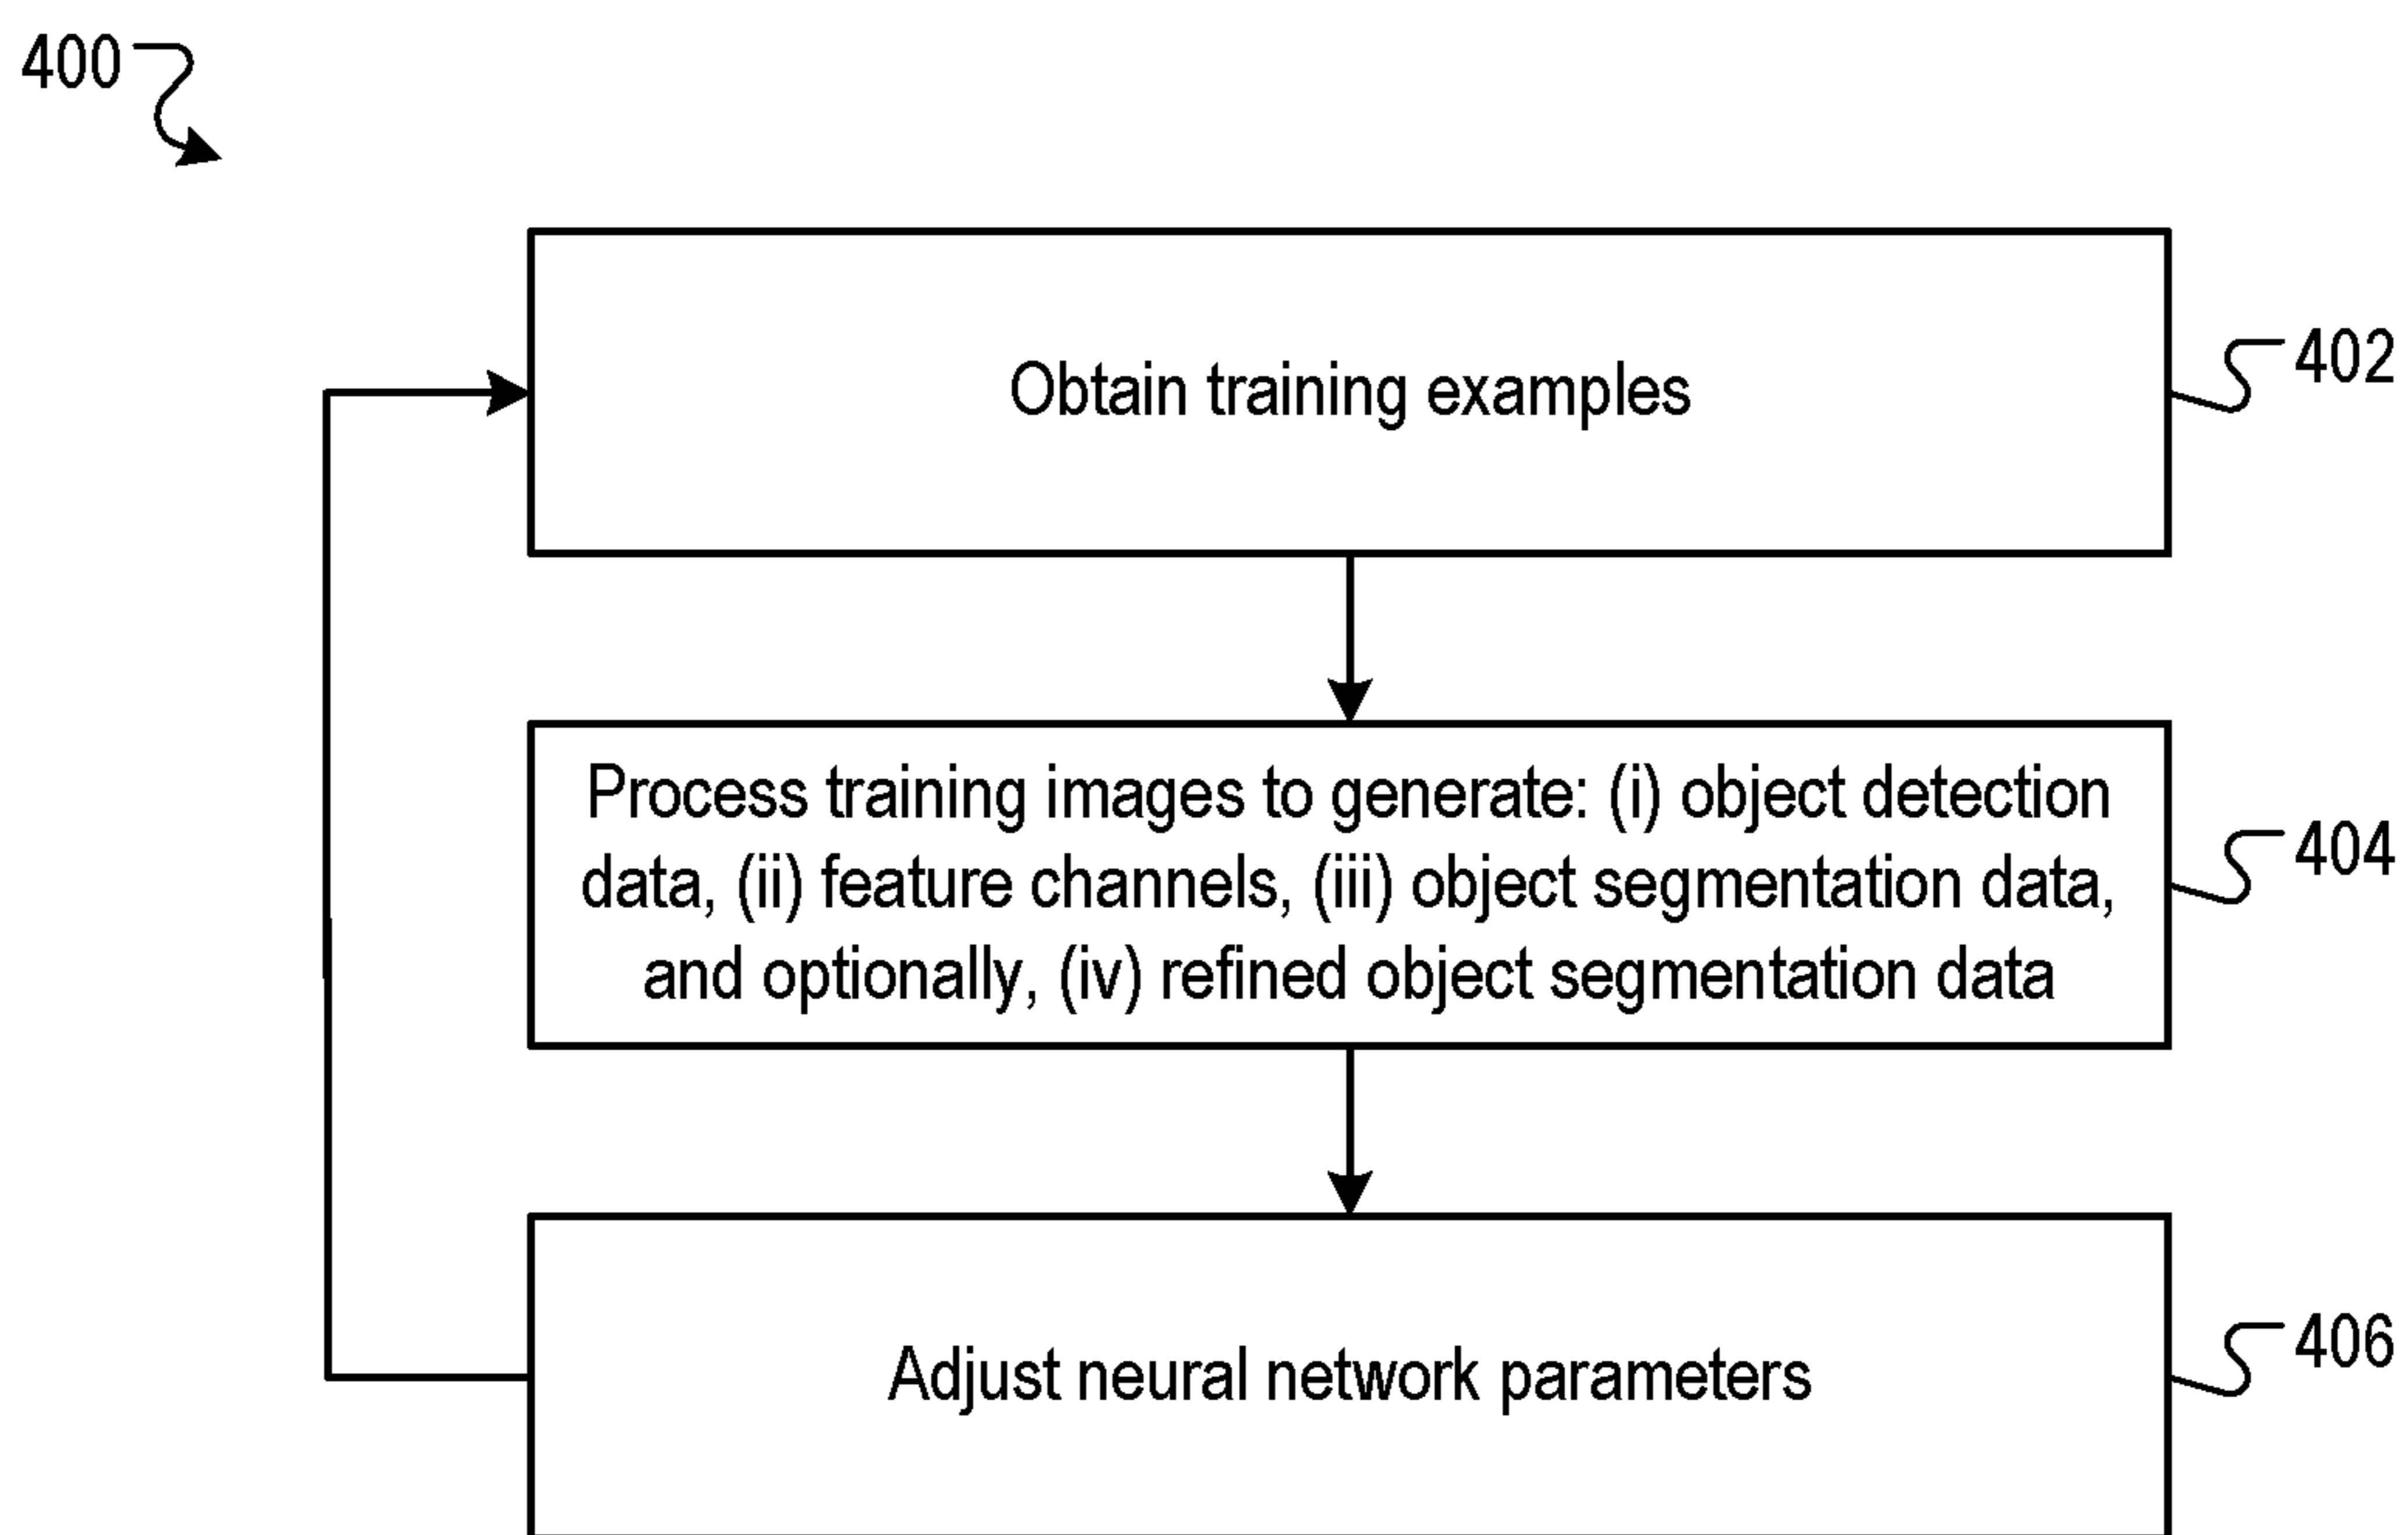 400
Obtain training examples
402
Process training images to generate: (i) object detection
data, (ii) feature channels, (iii) object segmentation data,
and optionally, (iv) refined object segmentation data
404
Adjust neural network parameters
406